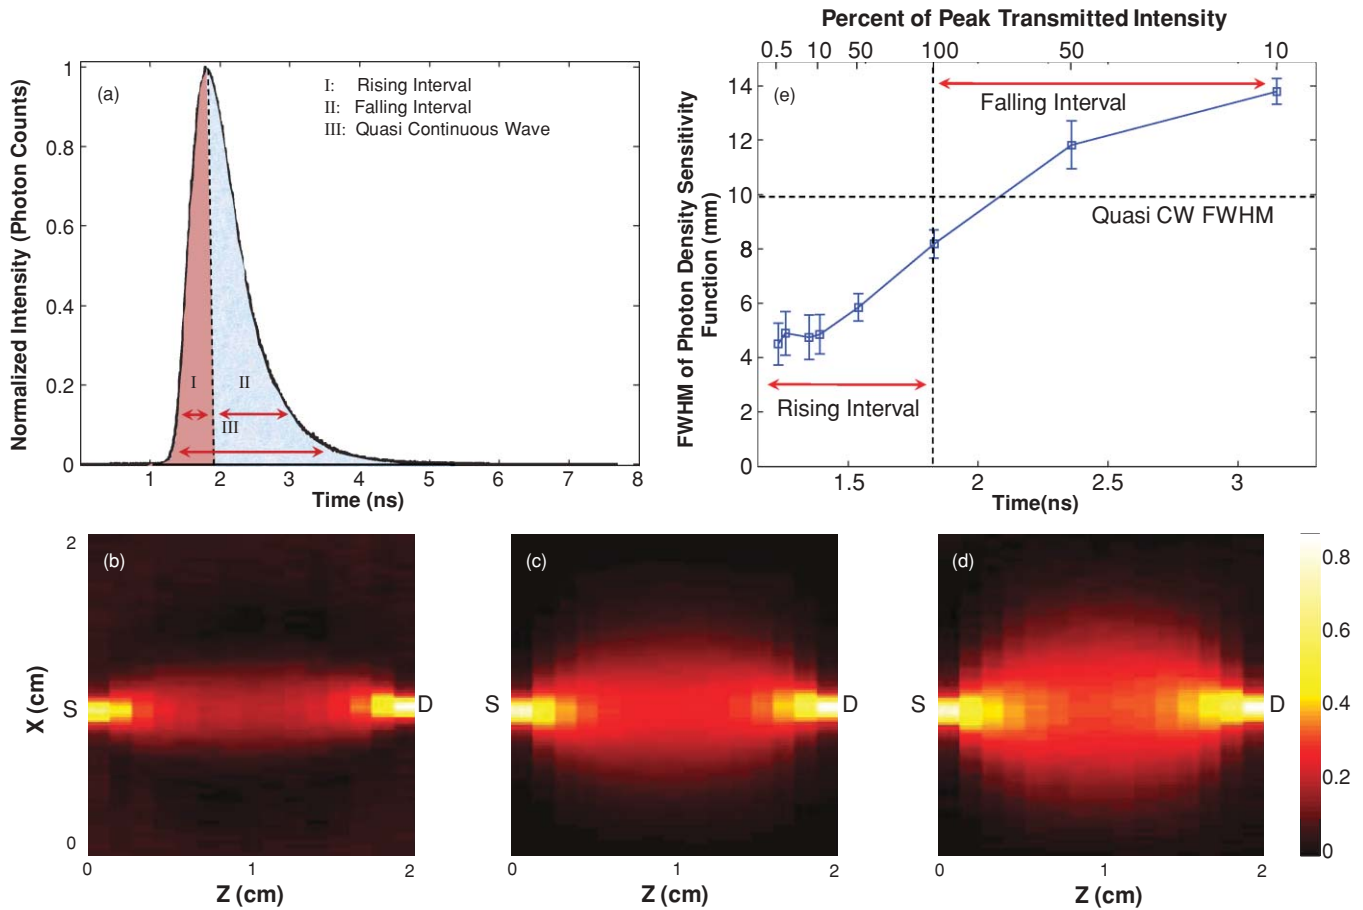 (a)
I: Rising Interval
II: Falling Interval
III: Quasi Continuous Wave
Normalized Intensity (Photon Counts)
1
0.8
0.6
0.4
0.2
0
I
II
III
1 2 3 4 5 6 7 8
Time (ns)
Percent of Peak Transmitted Intensity
0.5 10 50 100 50 10
(e)
Falling Interval
Quasi CW FWHM
Rising Interval
FWHM of Photon Density Sensitivity
Function (mm)
14
12
10
8
6
4
2
0
1.5 2 2.5 3
Time(ns)
(b)
2
X (cm)
S
D
0
0 1 2
Z (cm)
(c)
S
D
0 1 2
Z (cm)
(d)
S
D
0 1 2
Z (cm)
0.8
0.6
0.4
0.2
0